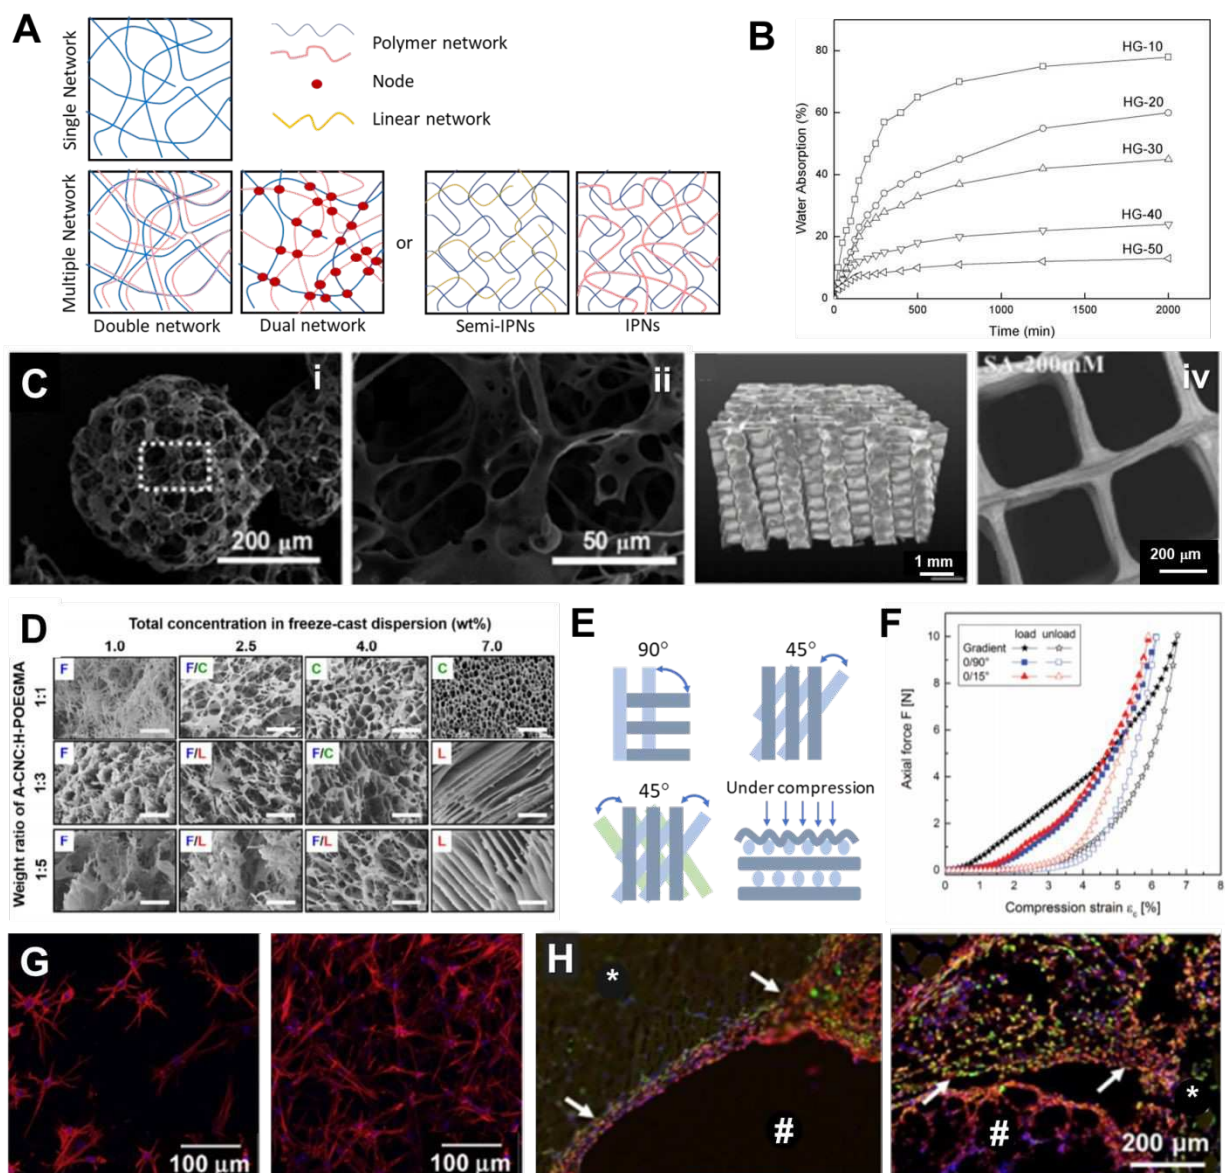 A
Single Network
Polymer network
Node
Linear network
Multiple Network
or
Double network
Dual network
Semi-IPNs
IPNs
B
Water Absorption (%)
80
60
40
20
0
HG-10
HG-20
HG-30
HG-40
HG-50
0
500
1000
1500
2000
Time (min)
C
i
200 μm
ii
50 μm
1 mm
SA-200mM
iv
200 μm
D
Total concentration in freeze-cast dispersion (wt%)
1.0
2.5
4.0
7.0
Weight ratio of A-CNC:H-POEGMA
1:1
F
F/C
C
C
1:3
F
F/L
F/C
L
1:5
F
F/L
F/L
L
E
90°
45°
45°
Under compression
F
Axial force F [N]
10
8
6
4
2
0
load unload
Gradient
0/90°
0/15°
0
1
2
3
4
5
6
7
8
Compression strain ε
c
[%]
G
100 μm
100 μm
H
*
#
*
#
200 μm